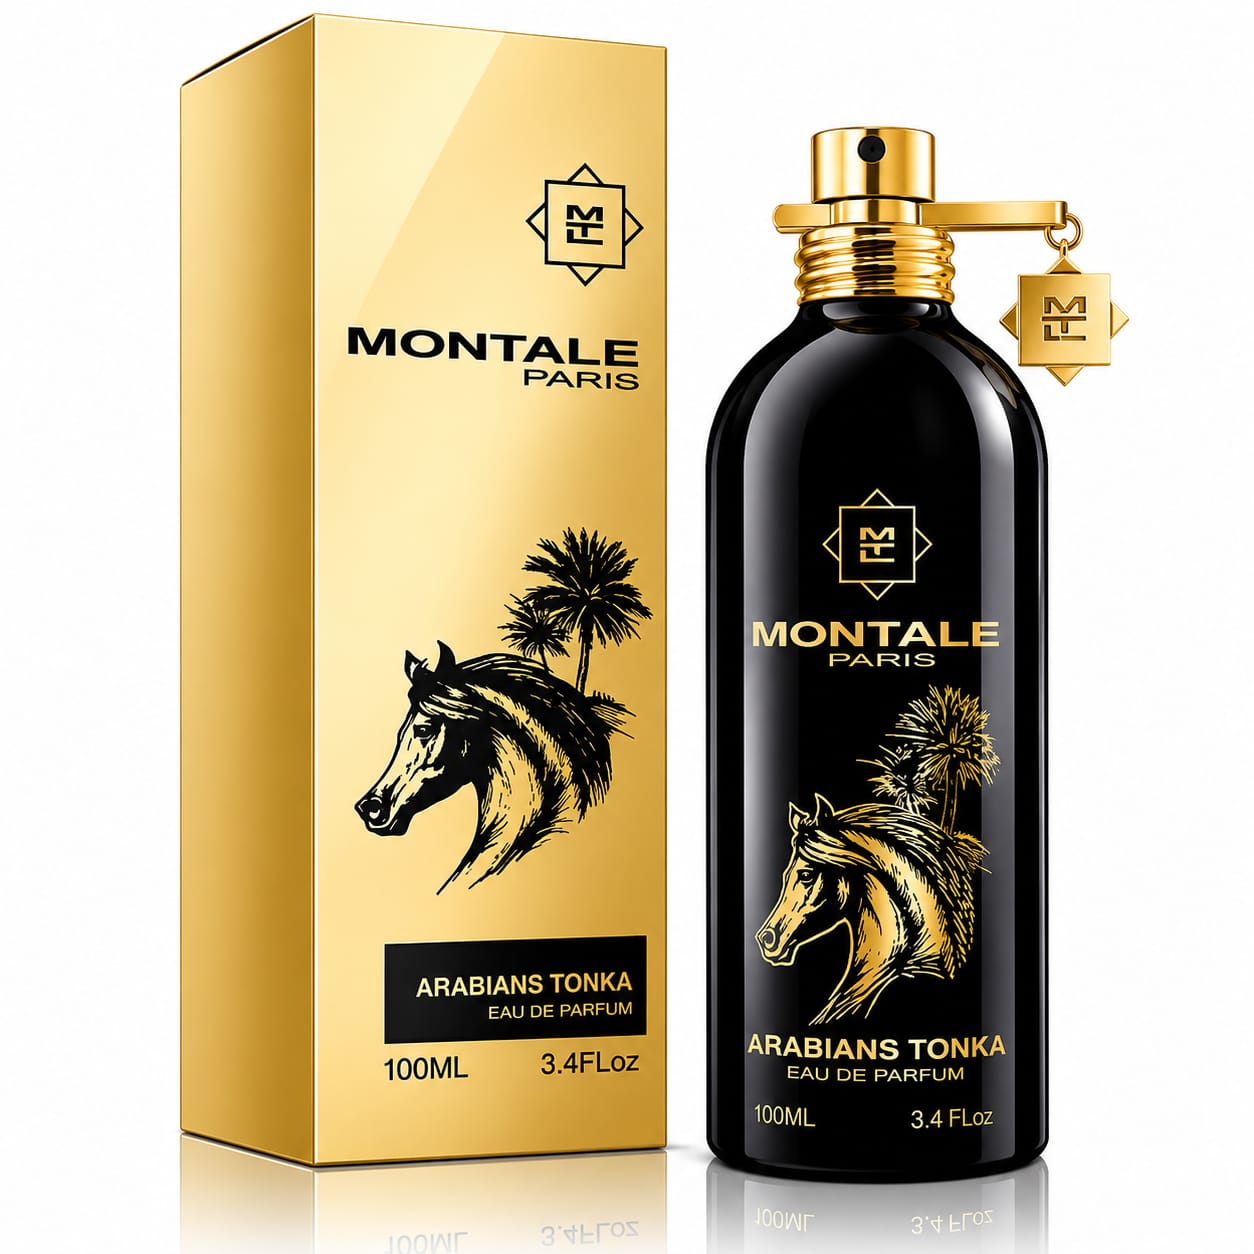 MONTALE
PARIS
ARABIANS TONKA
EAU DE PARFUM
100ML 3.4FLoz
MONTALE
PARIS
ARABIANS TONKA
EAU DE PARFUM
100ML 3.4 FLoz